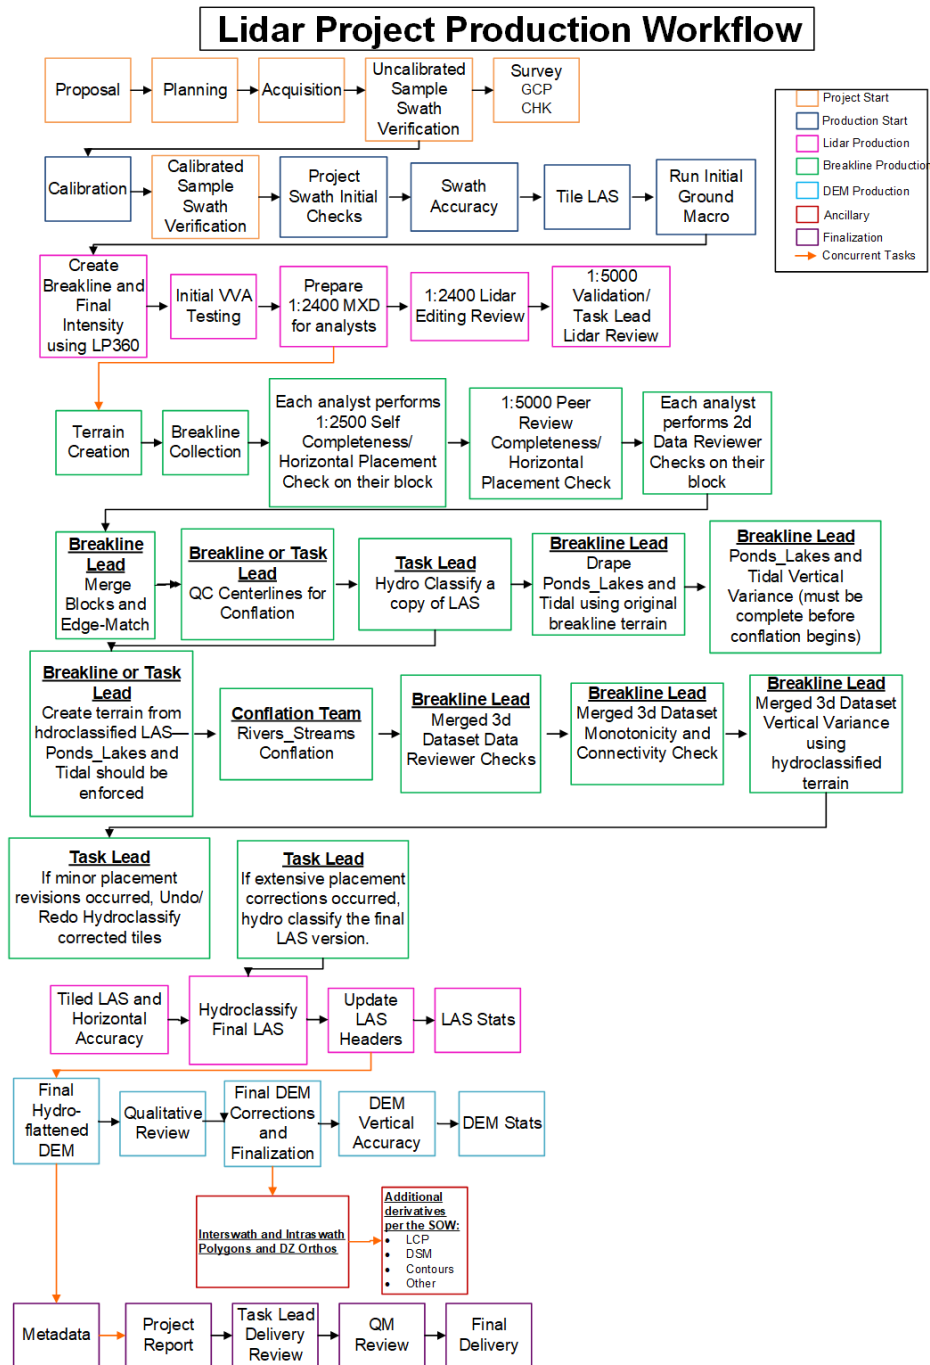 Lidar Project Production Workflow
Proposal
Planning
Acquisition
Uncalibrated
Sample
Swath
Verification
Survey
GCP
CHK
Project Start
Production Start
Lidar Production
Breakline Production
DEM Production
Ancillary
Finalization
Concurrent Tasks
Calibration
Calibrated
Sample
Swath
Verification
Project
Swath Initial
Checks
Swath
Accuracy
Tile LAS
Run Initial
Ground
Macro
Create
Breakline and
Final
Intensity
using LP360
Initial VVA
Testing
Prepare
1:2400 MXD
for analysts
1:2400 Lidar
Editing Review
1:5000
Validation/
Task Lead
Lidar Review
Terrain
Creation
Breakline
Collection
Each analyst performs
1:2500 Self
Completeness/
Horizontal Placement
Check on their block
1:5000 Peer
Review
Completeness/
Horizontal
Placement Check
Each analyst
performs 2d
Data Reviewer
Checks on their
block
Breakline
Lead
Merge
Blocks and
Edge-Match
Breakline or Task
Lead
QC Centerlines for
Conflation
Task Lead
Hydro Classify a
copy of LAS
Breakline Lead
Drape
Ponds_Lakes and
Tidal using original
breakline terrain
Breakline Lead
Ponds_Lakes and
Tidal Vertical
Variance (must be
complete before
conflation begins)
Breakline or Task
Lead
Create terrain from
hdroclassified LAS—
Ponds_Lakes and
Tidal should be
enforced
Conflation Team
Rivers_Streams
Conflation
Breakline Lead
Merged 3d
Dataset Data
Reviewer Checks
Breakline Lead
Merged 3d Dataset
Monotonicity and
Connectivity Check
Breakline Lead
Merged 3d Dataset
Vertical Variance
using
hydroclassified
terrain
Task Lead
If minor placement
revisions occurred, Undo/
Redo Hydroclassify
corrected tiles
Task Lead
If extensive placement
corrections occurred,
hydro classify the final
LAS version.
Tiled LAS and
Horizontal
Accuracy
Hydroclassify
Final LAS
Update
LAS
Headers
LAS Stats
Final
Hydro-
flattened
DEM
Qualitative
Review
Final DEM
Corrections
and
Finalization
DEM
Vertical
Accuracy
DEM Stats
Interswath and Intraswath
Polygons and DZ Orthos
Additional
derivatives
per the SOW:
• LCP
• DSM
• Contours
• Other
Metadata
Project
Report
Task Lead
Delivery
Review
QM
Review
Final
Delivery